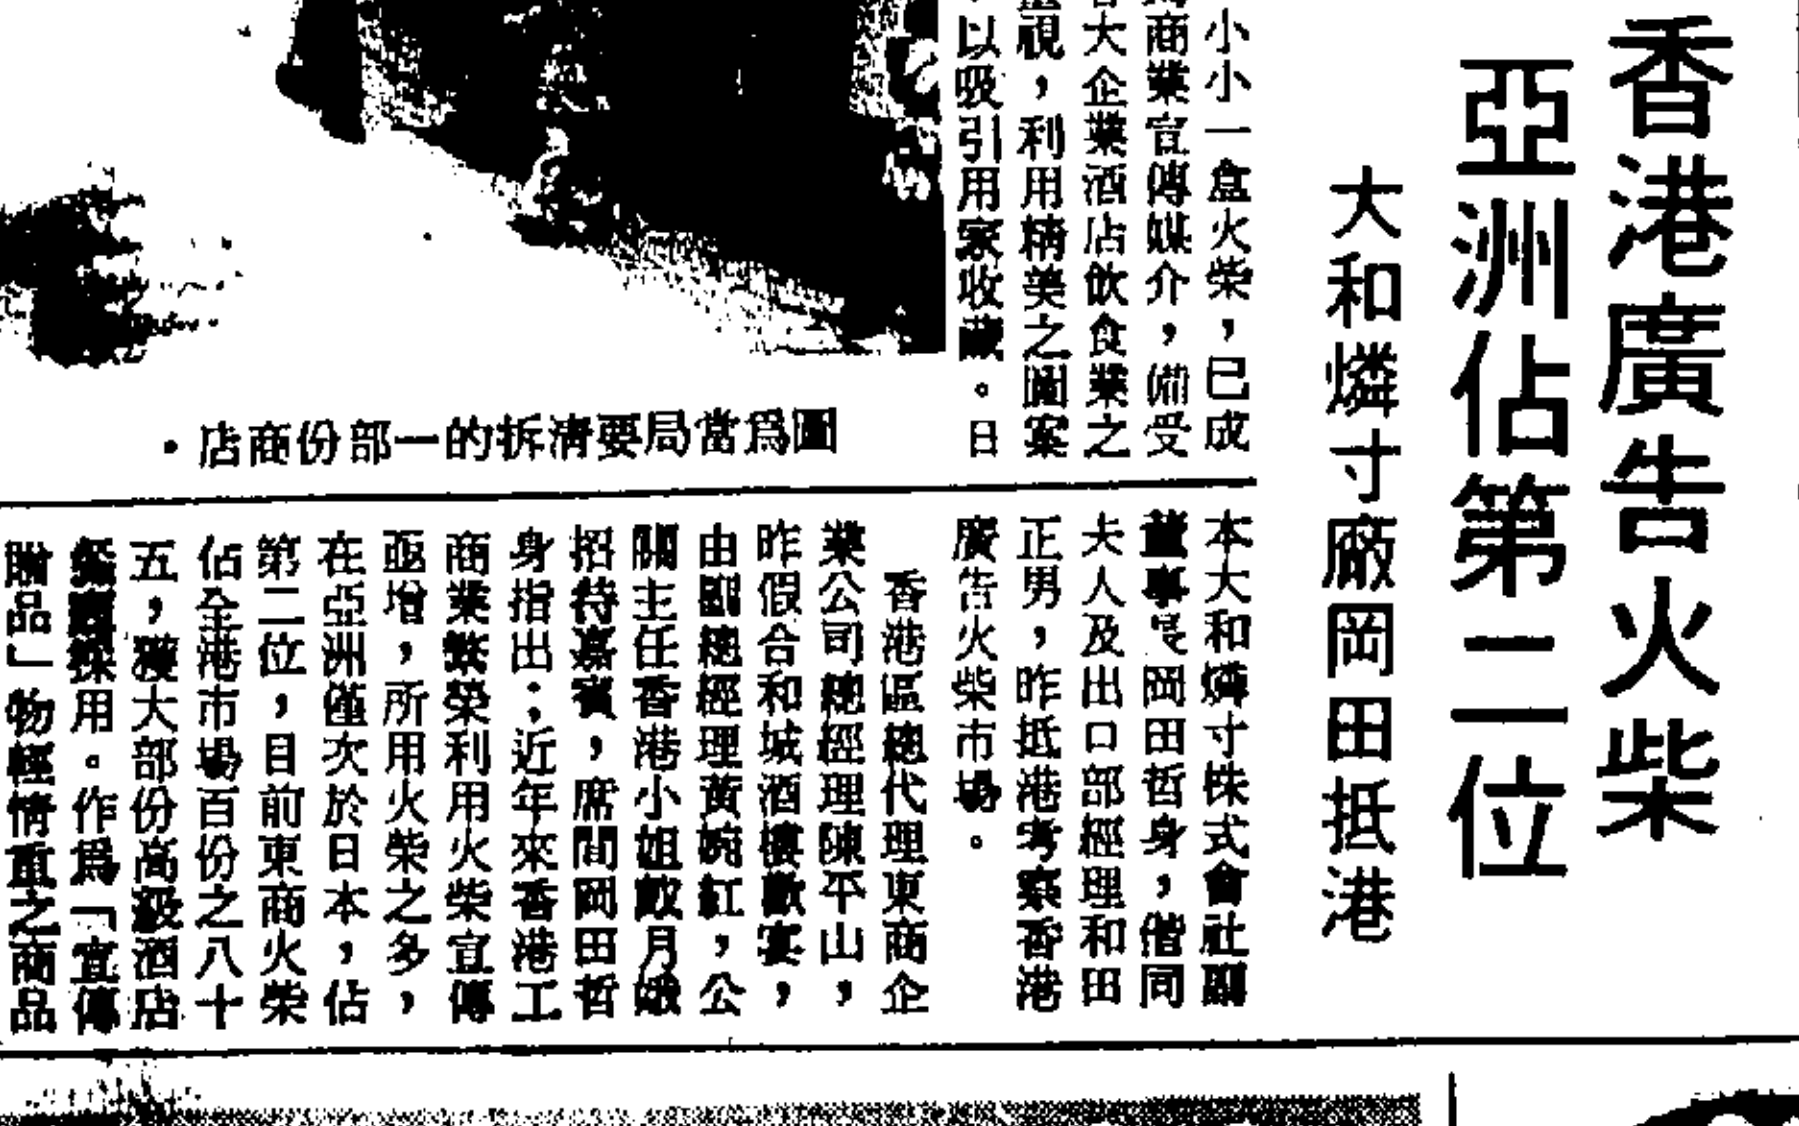 香港廣告火柴
亞洲佔第二位
大和燐寸廠岡田抵港
小小一盒火柴，已成
商業宣傳媒介，備受
大企業酒店飲食業之
視，利用精美之圖案
以吸引用家收藏。日
本大和燐寸株式會社副
董事長岡田哲身，偕同
夫人及出口部經理和田
正男，昨抵港考察香港
廣告火柴市場。
香港區總代理東商企
業公司總經理陳平山，
昨假合和城酒樓歡宴，
由劉總經理黃婉紅，公
關主任香港小姐敖月娥
招待嘉賓，席間岡田哲
身指出：近年來香港工
商業繁榮利用火柴宣傳
亟增，所用火柴之多，
在亞洲僅次於日本，佔
第二位，目前東商火柴
佔全港市場百份之八十
五，獲大部份高級酒店
採用。作爲「宣傳
贈品」物輕情重之商品
圖爲當局要清拆的一部份商店．